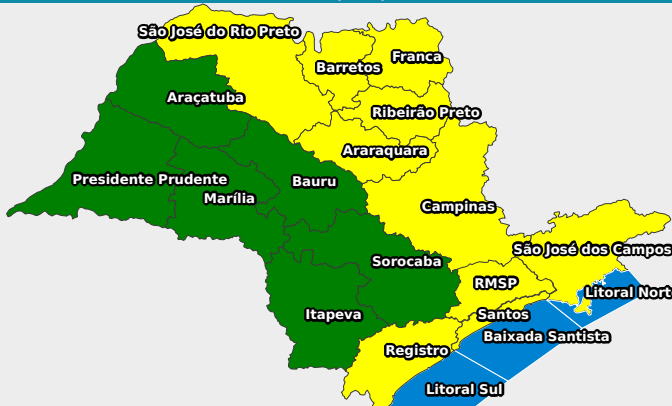 São José do Rio Preto
Franca
Barretos
Araçatuba
Ribeirão Preto
Araraquara
Presidente Prudente
Bauru
Marília
Campinas
São José dos Campos
Sorocaba
RMSP
Litoral Nort
Itapeva
Santos
Baixada Santista
Registro
Litoral Sul